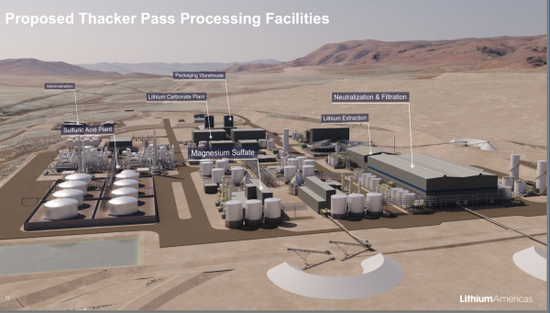 Proposed Thacker Pass Processing Facilities
Packaging Warehouse
Administration
Lithium Carbonate Plant
Neutralization & Filtration
Lithium Extraction
Sulfuric Acid Plant
Magnesium Sulfate
LithiumAmericas